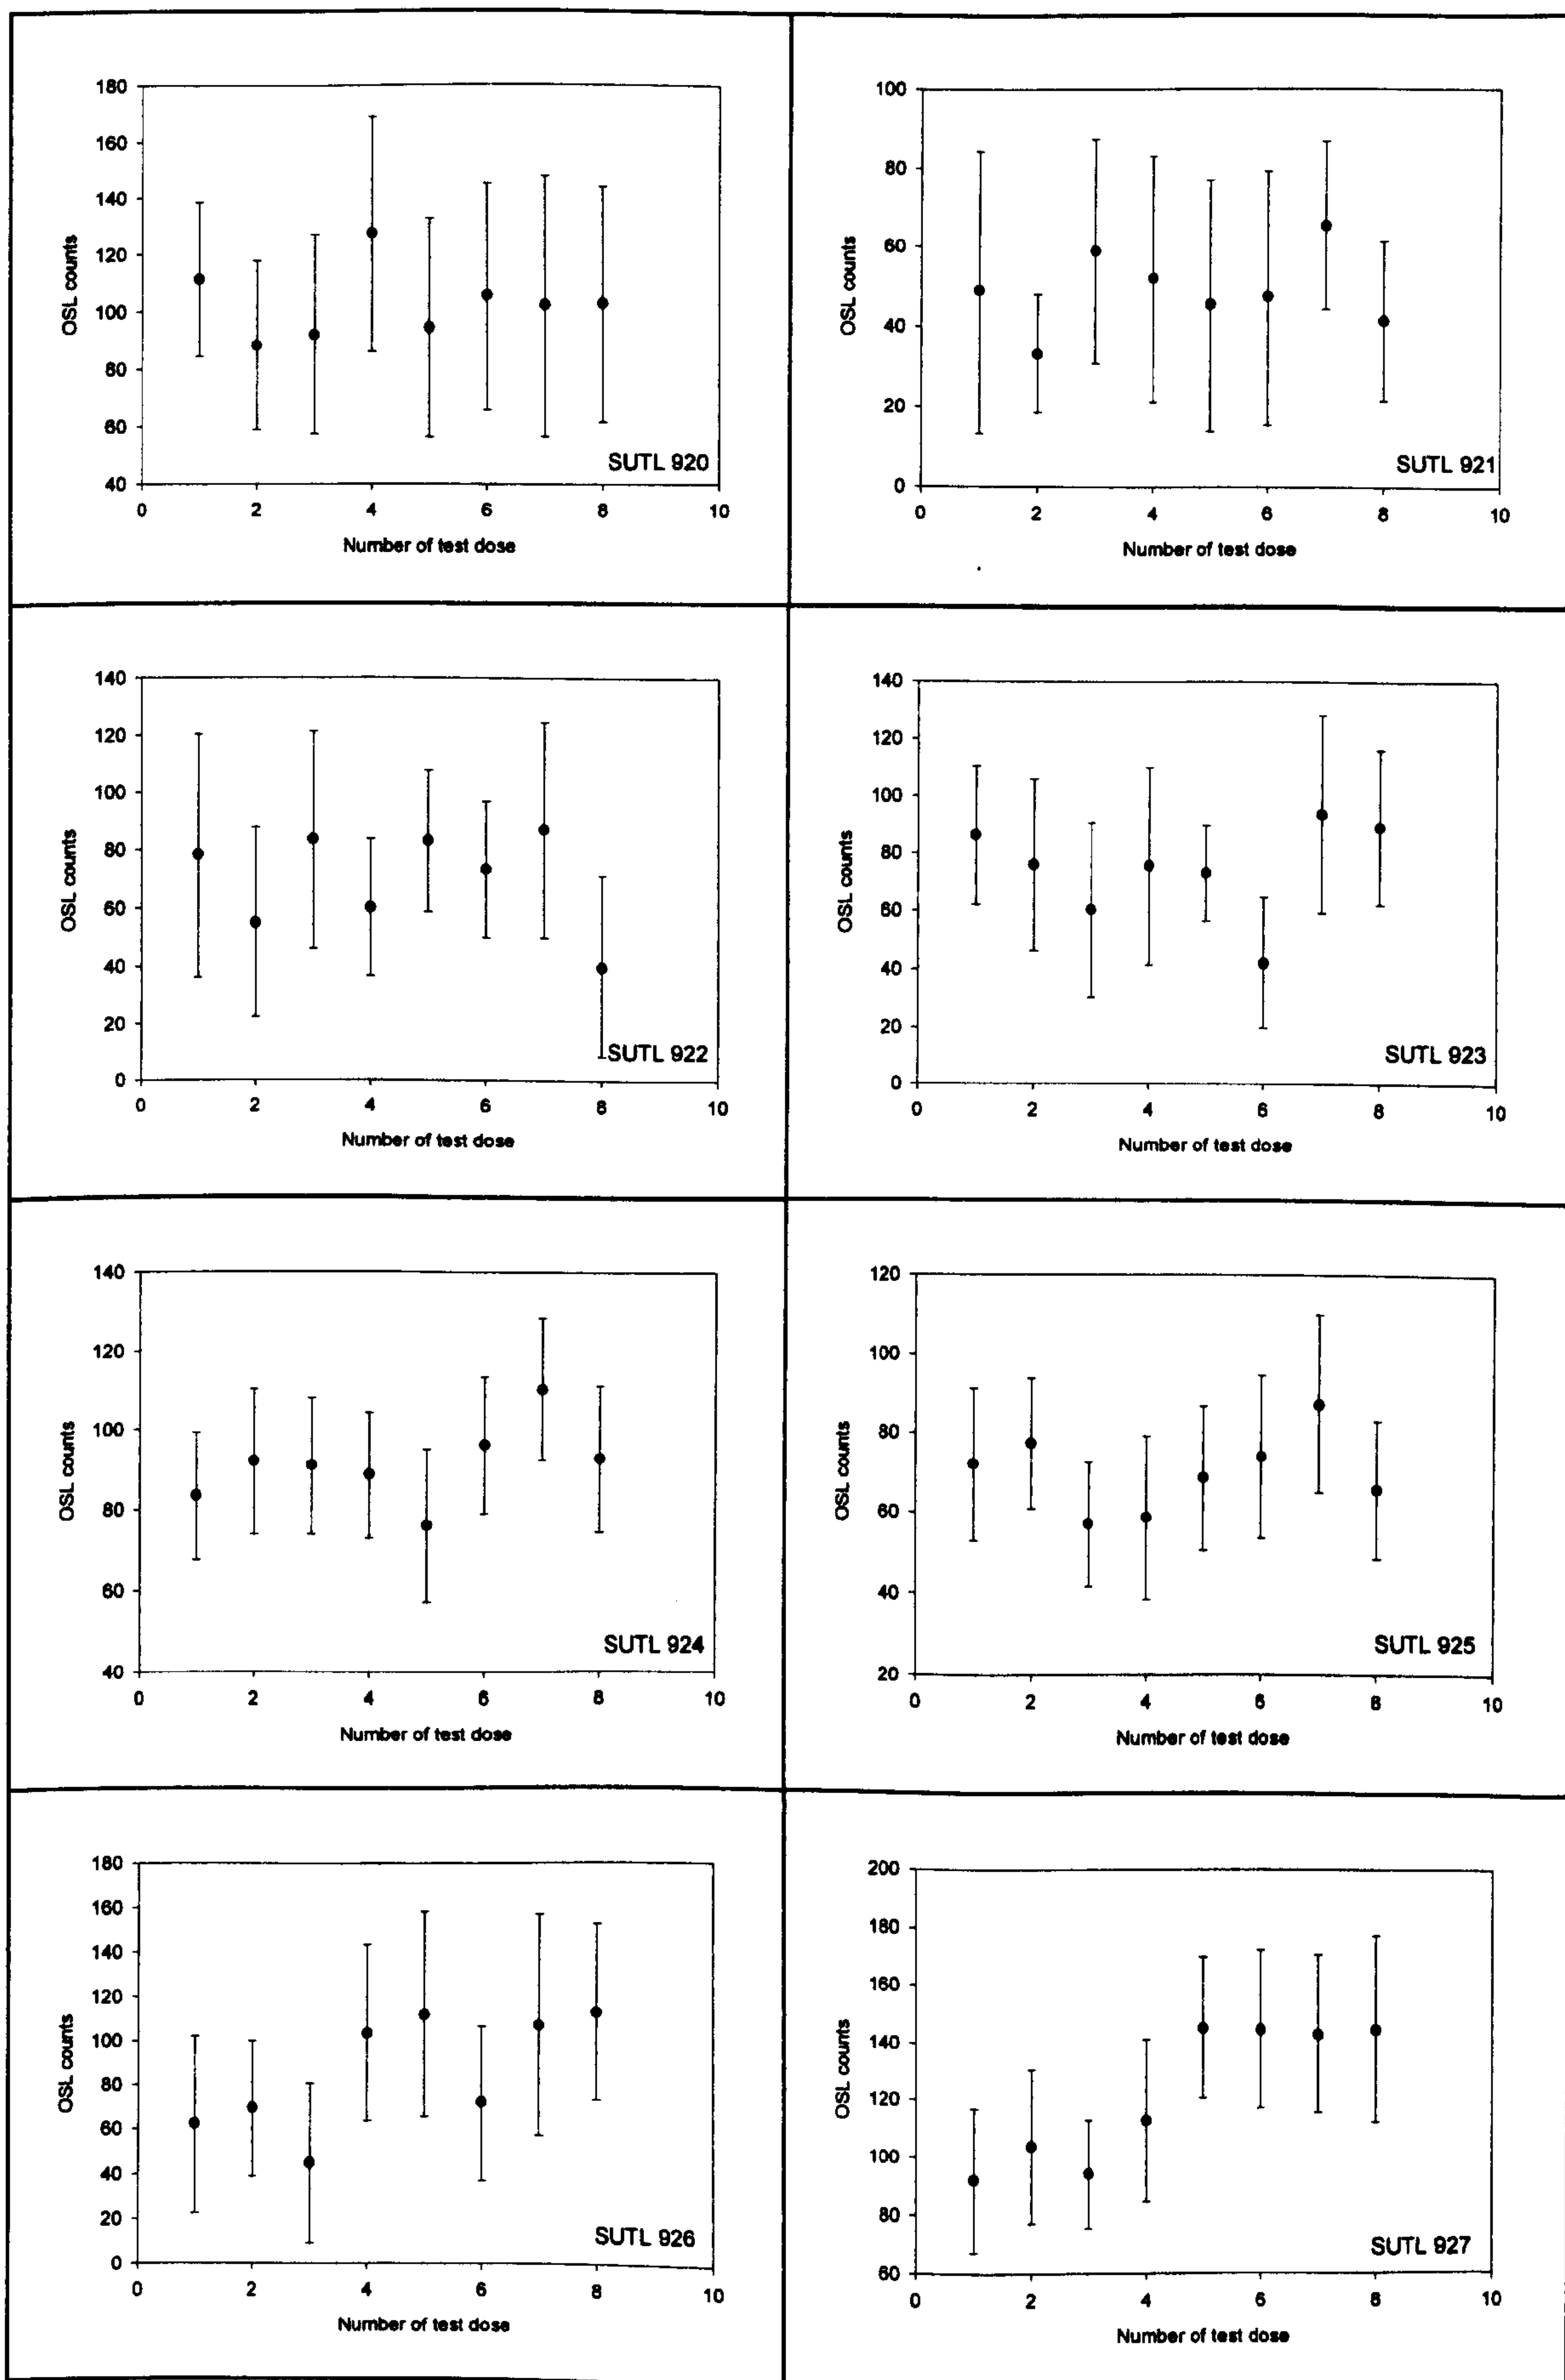 180
160
140
120
100
80
60
40
OSL counts
0 2 4 6 8 10
Number of test dose
SUTL 920
100
80
60
40
20
0
OSL counts
0 2 4 6 8 10
Number of test dose
SUTL 921
140
120
100
80
60
40
20
0
OSL counts
0 2 4 6 8 10
Number of test dose
SUTL 922
140
120
100
80
60
40
20
0
OSL counts
0 2 4 6 8 10
Number of test dose
SUTL 923
140
120
100
80
60
40
OSL counts
0 2 4 6 8 10
Number of test dose
SUTL 924
120
100
80
60
40
20
OSL counts
0 2 4 6 8 10
Number of test dose
SUTL 925
180
160
140
120
100
80
60
40
20
0
OSL counts
0 2 4 6 8 10
Number of test dose
SUTL 926
200
180
160
140
120
100
80
60
OSL counts
0 2 4 6 8 10
Number of test dose
SUTL 927